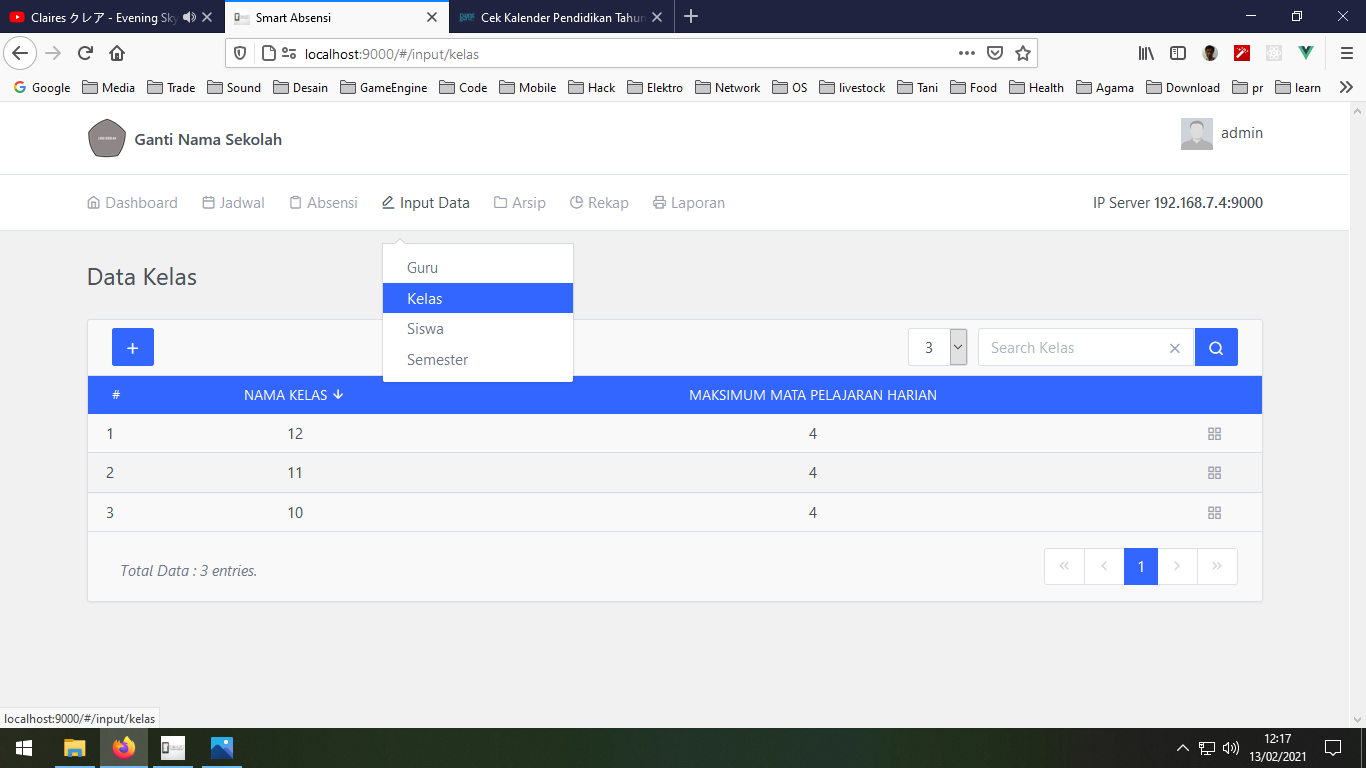 Claires クレア - Evening Sky
Smart Absensi
Cek Kalender Pendidikan Tahun
localhost:9000/#/input/kelas
Google Media Trade Sound Desain GameEngine Code Mobile Hack Elektro Network OS livestock Tani Food Health Agama Download pr learn
Ganti Nama Sekolah
admin
Dashboard Jadwal Absensi Input Data Arsip Rekap Laporan
IP Server 192.168.7.4:9000
Guru
Kelas
Siswa
Semester
Data Kelas
+ 3 Search Kelas
# NAMA KELAS MAKSIMUM MATA PELAJARAN HARIAN
1 12 4
2 11 4
3 10 4
Total Data : 3 entries.
« ‹ 1 › »
localhost:9000/#/input/kelas
12:17
13/02/2021